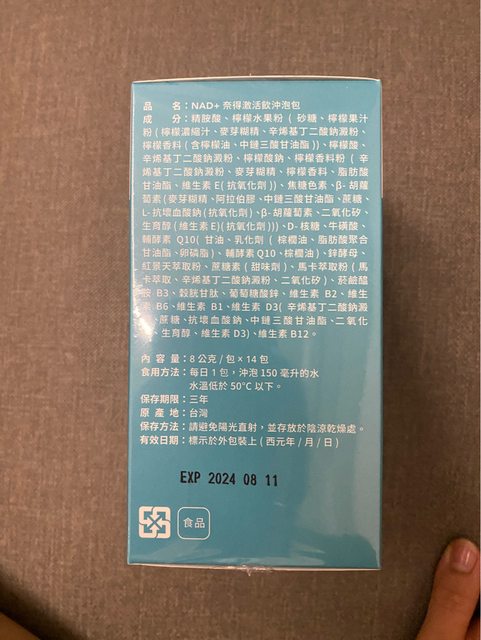 品名：NAD+ 奈得激活飲沖泡包
成分：精胺酸、檸檬水果粉 ( 砂糖、檸檬果汁
粉 ( 檸檬濃縮汁、麥芽糊精、辛烯基丁二酸鈉澱粉、
檸檬香料 ( 含檸檬油、中鏈三酸甘油酯 ) )、檸檬酸、
辛烯基丁二酸鈉澱粉、檸檬酸鈉、檸檬香料粉 ( 辛
烯基丁二酸鈉澱粉、麥芽糊精、檸檬香料、脂肪酸
甘油酯、維生素 E( 抗氧化劑 ) )、焦糖色素、β- 胡蘿
蔔素 ( 麥芽糊精、阿拉伯膠、中鏈三酸甘油酯、蔗糖、
L- 抗壞血酸鈉 ( 抗氧化劑 )、β- 胡蘿蔔素、二氧化矽、
生育醇 ( 維生素 E)( 抗氧化劑 ) ) )、D- 核糖、牛磺酸、
輔酵素 Q10( 甘油、乳化劑 ( 棕櫚油、脂肪酸聚合
甘油酯、卵磷脂 )、輔酵素 Q10、棕櫚油 )、鋅酵母、
紅景天萃取粉、蔗糖素 ( 甜味劑 )、馬卡萃取粉 ( 馬
卡萃取、辛烯基丁二酸鈉澱粉、二氧化矽 )、菸鹼醯
胺 B3、穀胱甘肽、葡萄糖酸鋅、維生素 B2、維生
素 B6、維生素 B1、維生素 D3( 辛烯基丁二酸鈉澱
、蔗糖、抗壞血酸鈉、中鏈三酸甘油酯、二氧化
、生育醇、維生素 D3)、維生素 B12。
內容量：8 公克 / 包 × 14 包
食用方法：每日 1 包，沖泡 150 毫升的水
水溫低於 50°C 以下。
保存期限：三年
原產地：台灣
保存方法：請避免陽光直射，並存放於陰涼乾燥處。
有效日期：標示於外包裝上 ( 西元年 / 月 / 日 )
EXP 2024 08 11
食品